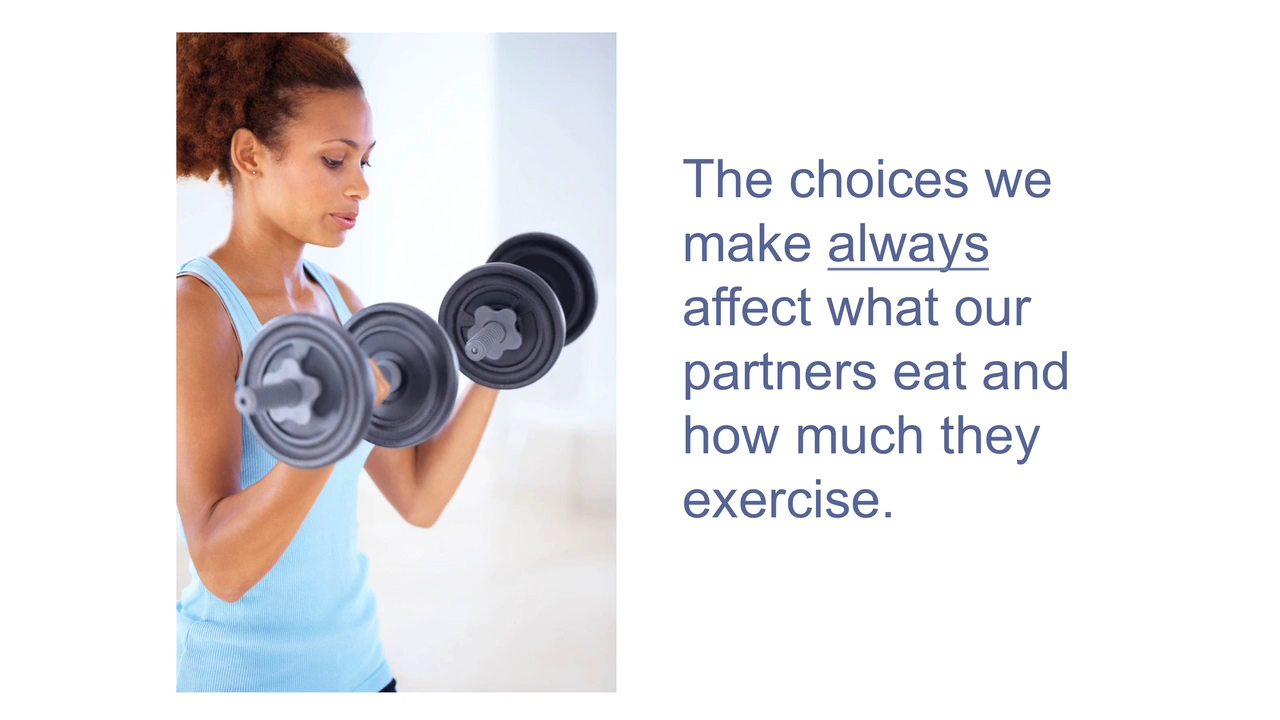 The choices we
make always
affect what our
partners eat and
how much they
exercise.